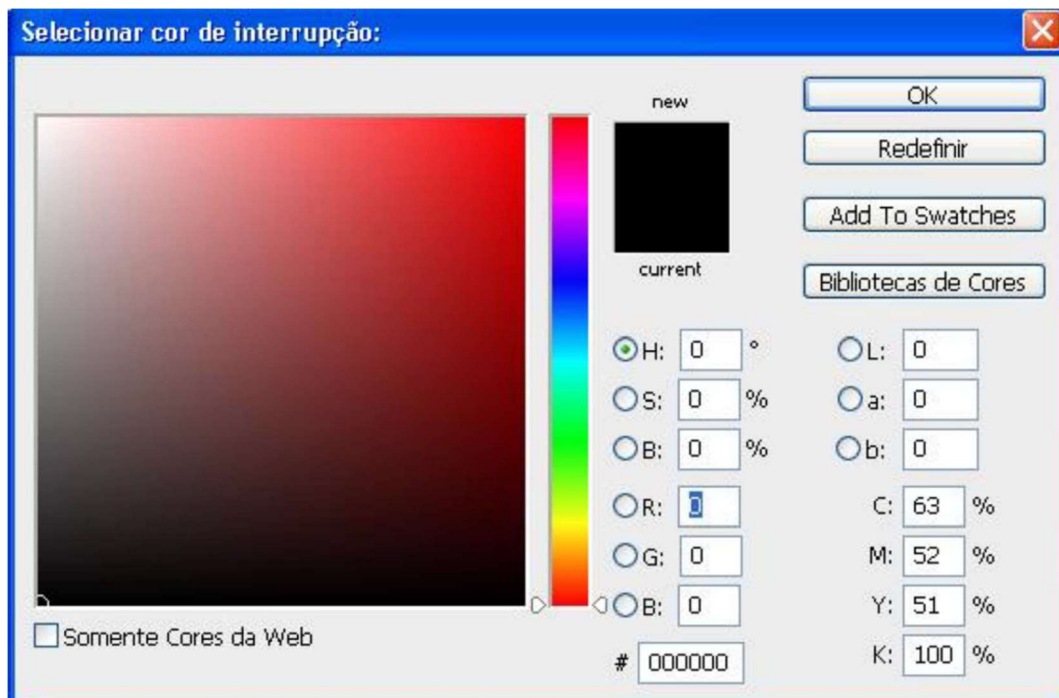 Selecionar cor de interrupção:
new
current
OK
Redefinir
Add To Swatches
Bibliotecas de Cores
H: 0 °
S: 0 %
B: 0 %
R: 0
G: 0
B: 0
# 000000
L: 0
a: 0
b: 0
C: 63 %
M: 52 %
Y: 51 %
K: 100 %
Somente Cores da Web